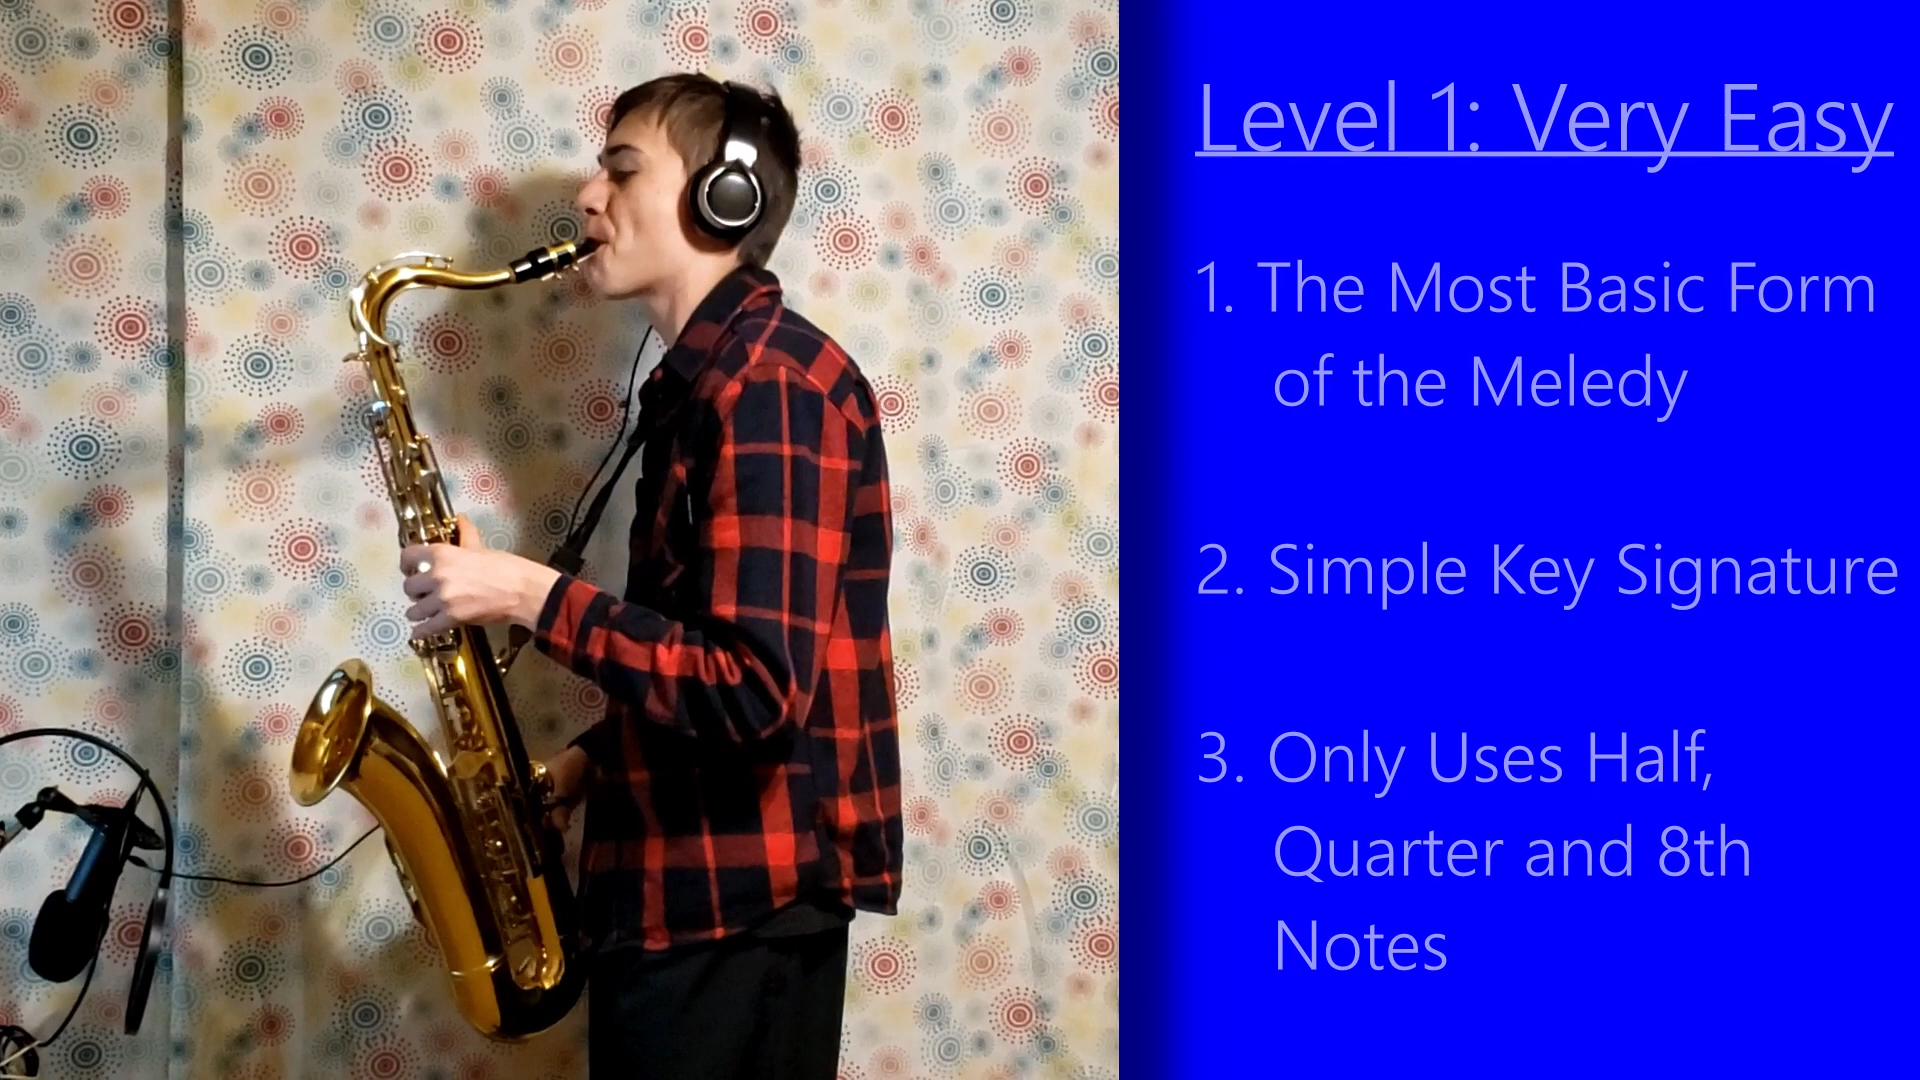 Level 1: Very Easy
1. The Most Basic Form
of the Meledy
2. Simple Key Signature
3. Only Uses Half,
Quarter and 8th
Notes